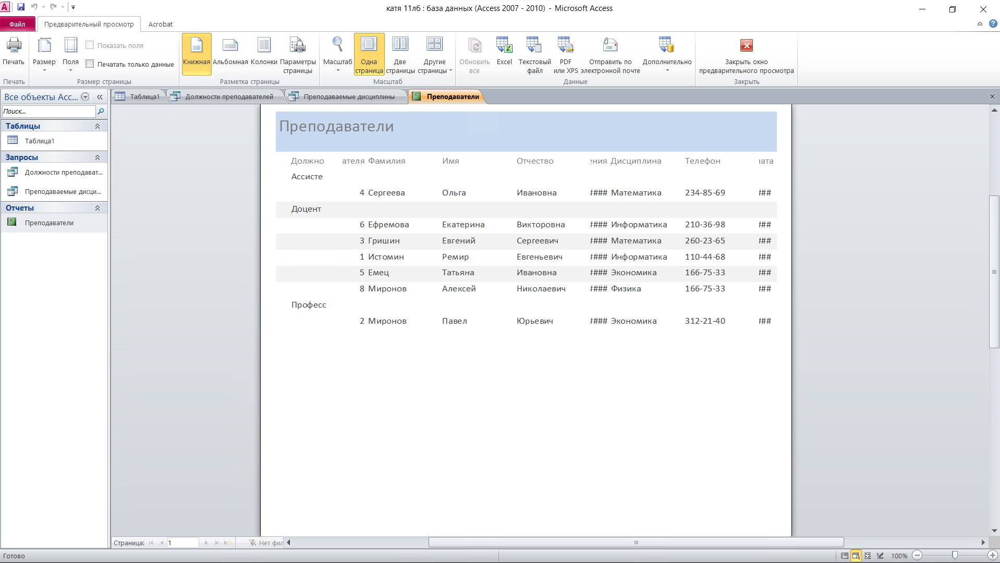 катя 11лб : база данных (Access 2007 - 2010) - Microsoft Access
Файл Предварительный просмотр Acrobat
Печать Размер Поля Показать поля Печатать только данные Книжная Альбомная Колонки Параметры страницы Масштаб Одна страница Две страницы Другие страницы Обновить все Excel Текстовый файл PDF или XPS Отправить по электронной почте Дополнительно Закрыть окно предварительного просмотра
Печать Размер страницы Разметка страницы Масштаб Данные Закрыть
Все объекты Acc... Таблица1 Должности преподавателей Преподаваемые дисциплины Преподаватели
Поиск...
Таблицы
Таблица1
Запросы
Должности преподават...
Преподаваемые дисци...
Отчеты
Преподаватели
Преподаватели
Должно ателя Фамилия Имя Отчество ения Дисциплина Телефон лата
Ассисте
4 Сергеева Ольга Ивановна #### Математика 234-85-69 ###
Доцент
6 Ефремова Екатерина Викторовна #### Информатика 210-36-98 ###
3 Гришин Евгений Сергеевич #### Математика 260-23-65 ###
1 Истомин Ремир Евгеньевич #### Информатика 110-44-68 ###
5 Емец Татьяна Ивановна #### Экономика 166-75-33 ###
8 Миронов Алексей Николаевич #### Физика 166-75-33 ###
Професс
2 Миронов Павел Юрьевич #### Экономика 312-21-40 ###
Страница: 1 Нет фил
Готово 100%